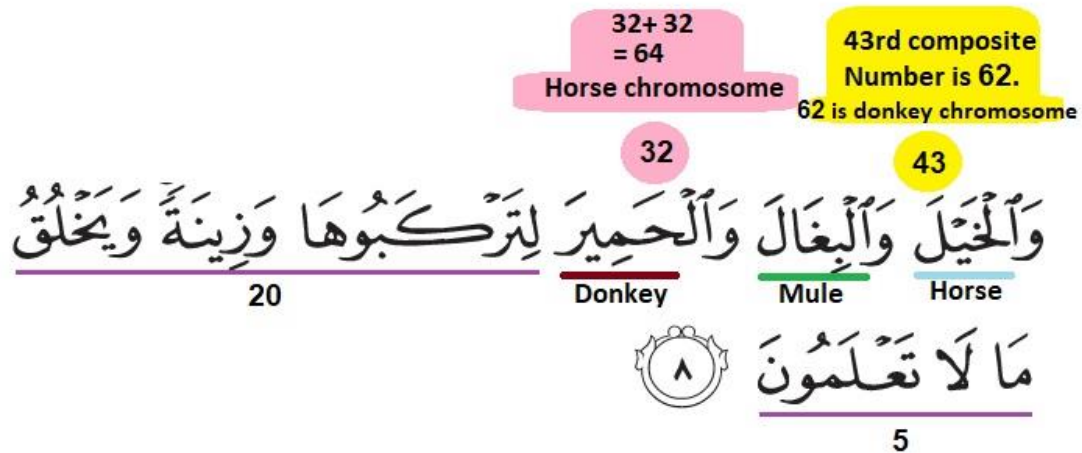 32+ 32
= 64
Horse chromosome
43rd composite
Number is 62.
62 is donkey chromosome
32
43
وَٱلْخَيْلَ وَٱلْبِغَالَ وَٱلْحَمِيرَ لِتَرْكَبُوهَا وَزِينَةً وَيَخْلُقُ
20
Donkey
Mule
Horse
مَا لَا تَعْلَمُونَ ٨
5